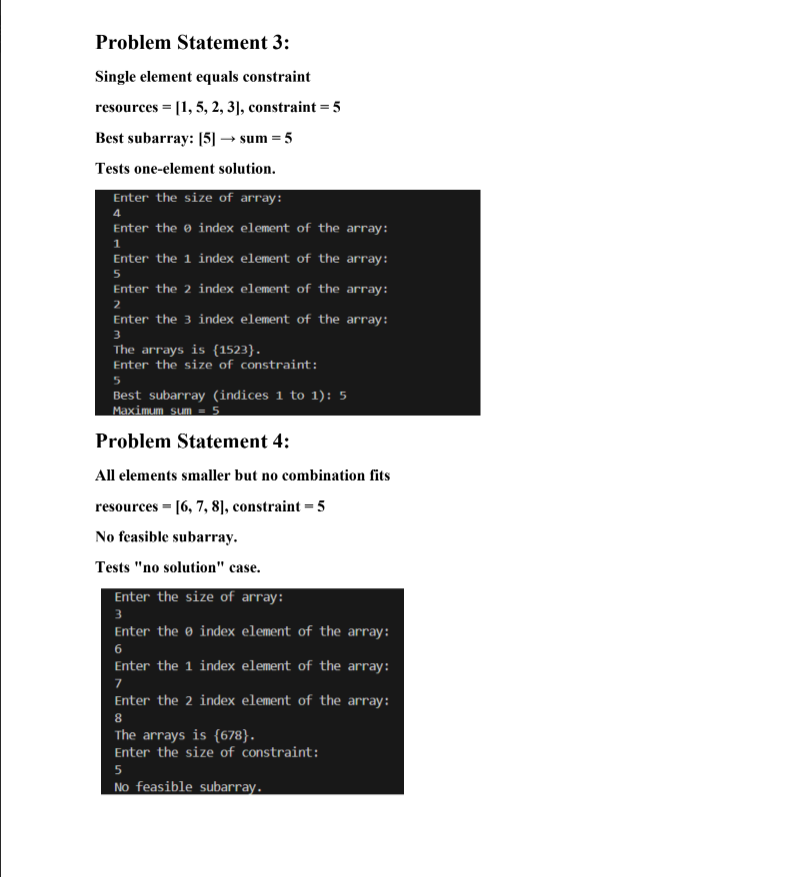 Problem Statement 3:
Single element equals constraint
resources = [1, 5, 2, 3], constraint = 5
Best subarray: [5] → sum = 5
Tests one-element solution.
Enter the size of array:
4
Enter the 0 index element of the array:
1
Enter the 1 index element of the array:
5
Enter the 2 index element of the array:
2
Enter the 3 index element of the array:
3
The arrays is {1523}.
Enter the size of constraint:
5
Best subarray (indices 1 to 1): 5
Maximum sum = 5
Problem Statement 4:
All elements smaller but no combination fits
resources = [6, 7, 8], constraint = 5
No feasible subarray.
Tests "no solution" case.
Enter the size of array:
3
Enter the 0 index element of the array:
6
Enter the 1 index element of the array:
7
Enter the 2 index element of the array:
8
The arrays is {678}.
Enter the size of constraint:
5
No feasible subarray.